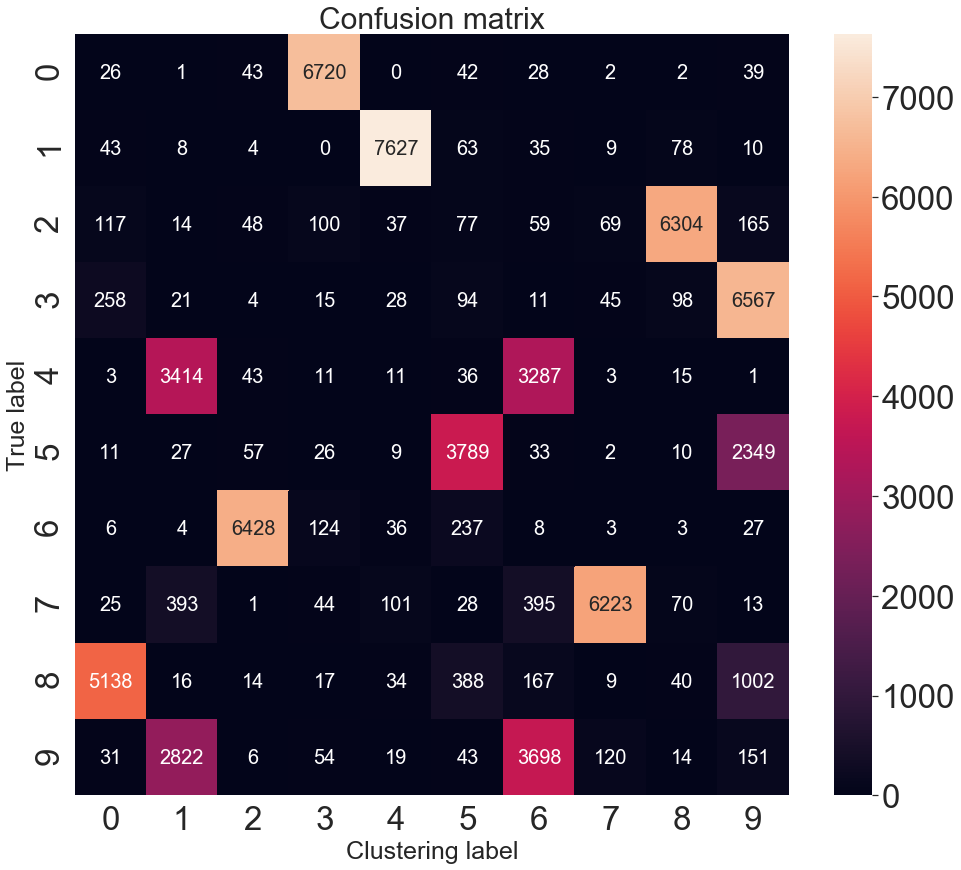 Confusion matrix
0 26 1 43 6720 0 42 28 2 2 39
1 43 8 4 0 7627 63 35 9 78 10
2 117 14 48 100 37 77 59 69 6304 165
3 258 21 4 15 28 94 11 45 98 6567
4 3 3414 43 11 11 36 3287 3 15 1
5 11 27 57 26 9 3789 33 2 10 2349
6 6 4 6428 124 36 237 8 3 3 27
7 25 393 1 44 101 28 395 6223 70 13
8 5138 16 14 17 34 388 167 9 40 1002
9 31 2822 6 54 19 43 3698 120 14 151
0 1 2 3 4 5 6 7 8 9
Clustering label
True label
7000
6000
5000
4000
3000
2000
1000
0